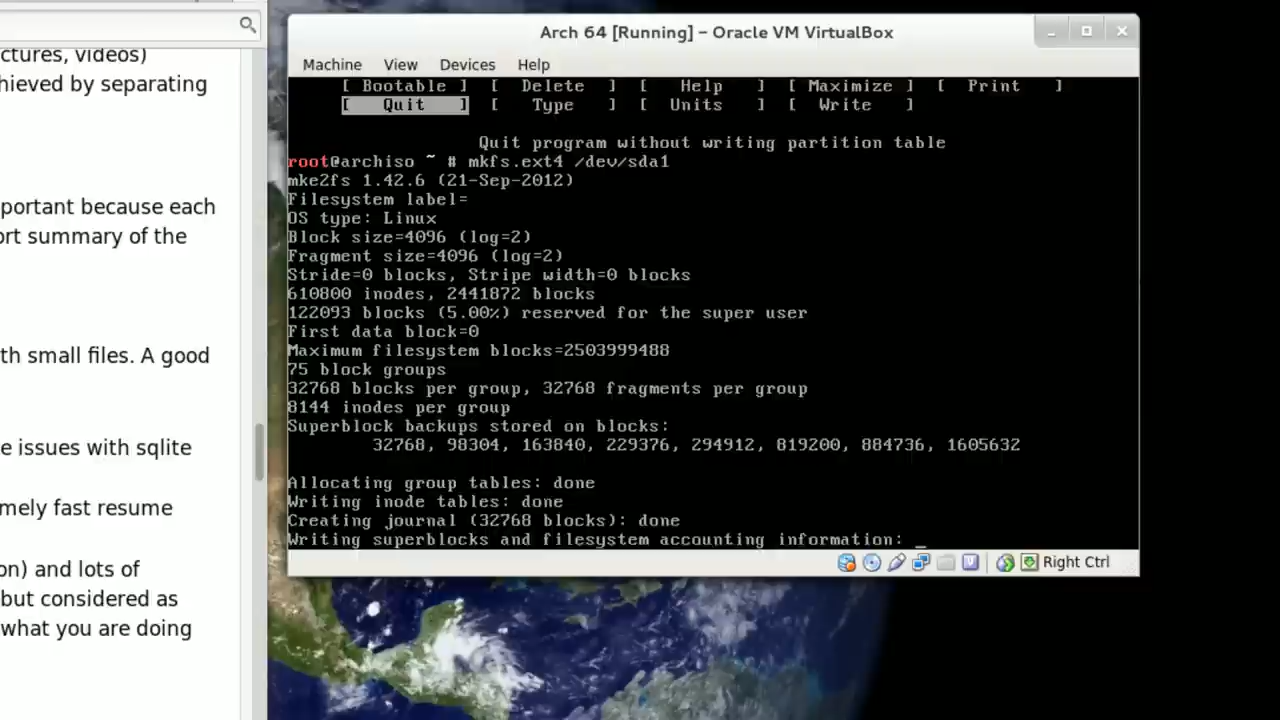 ctures, videos)
hieved by separating
portant because each
ort summary of the
th small files. A good
e issues with sqlite
mely fast resume
on) and lots of
but considered as
what you are doing
Arch 64 [Running] - Oracle VM VirtualBox
Machine View Devices Help
[ Bootable ] [ Delete ] [ Help ] [ Maximize ] [ Print ]
[ Quit ] [ Type ] [ Units ] [ Write ]
Quit program without writing partition table
root@archiso ~ # mkfs.ext4 /dev/sda1
mke2fs 1.42.6 (21-Sep-2012)
Filesystem label=
OS type: Linux
Block size=4096 (log=2)
Fragment size=4096 (log=2)
Stride=0 blocks, Stripe width=0 blocks
610800 inodes, 2441872 blocks
122093 blocks (5.00%) reserved for the super user
First data block=0
Maximum filesystem blocks=2503999488
75 block groups
32768 blocks per group, 32768 fragments per group
8144 inodes per group
Superblock backups stored on blocks:
32768, 98304, 163840, 229376, 294912, 819200, 884736, 1605632
Allocating group tables: done
Writing inode tables: done
Creating journal (32768 blocks): done
Writing superblocks and filesystem accounting information: _
Right Ctrl